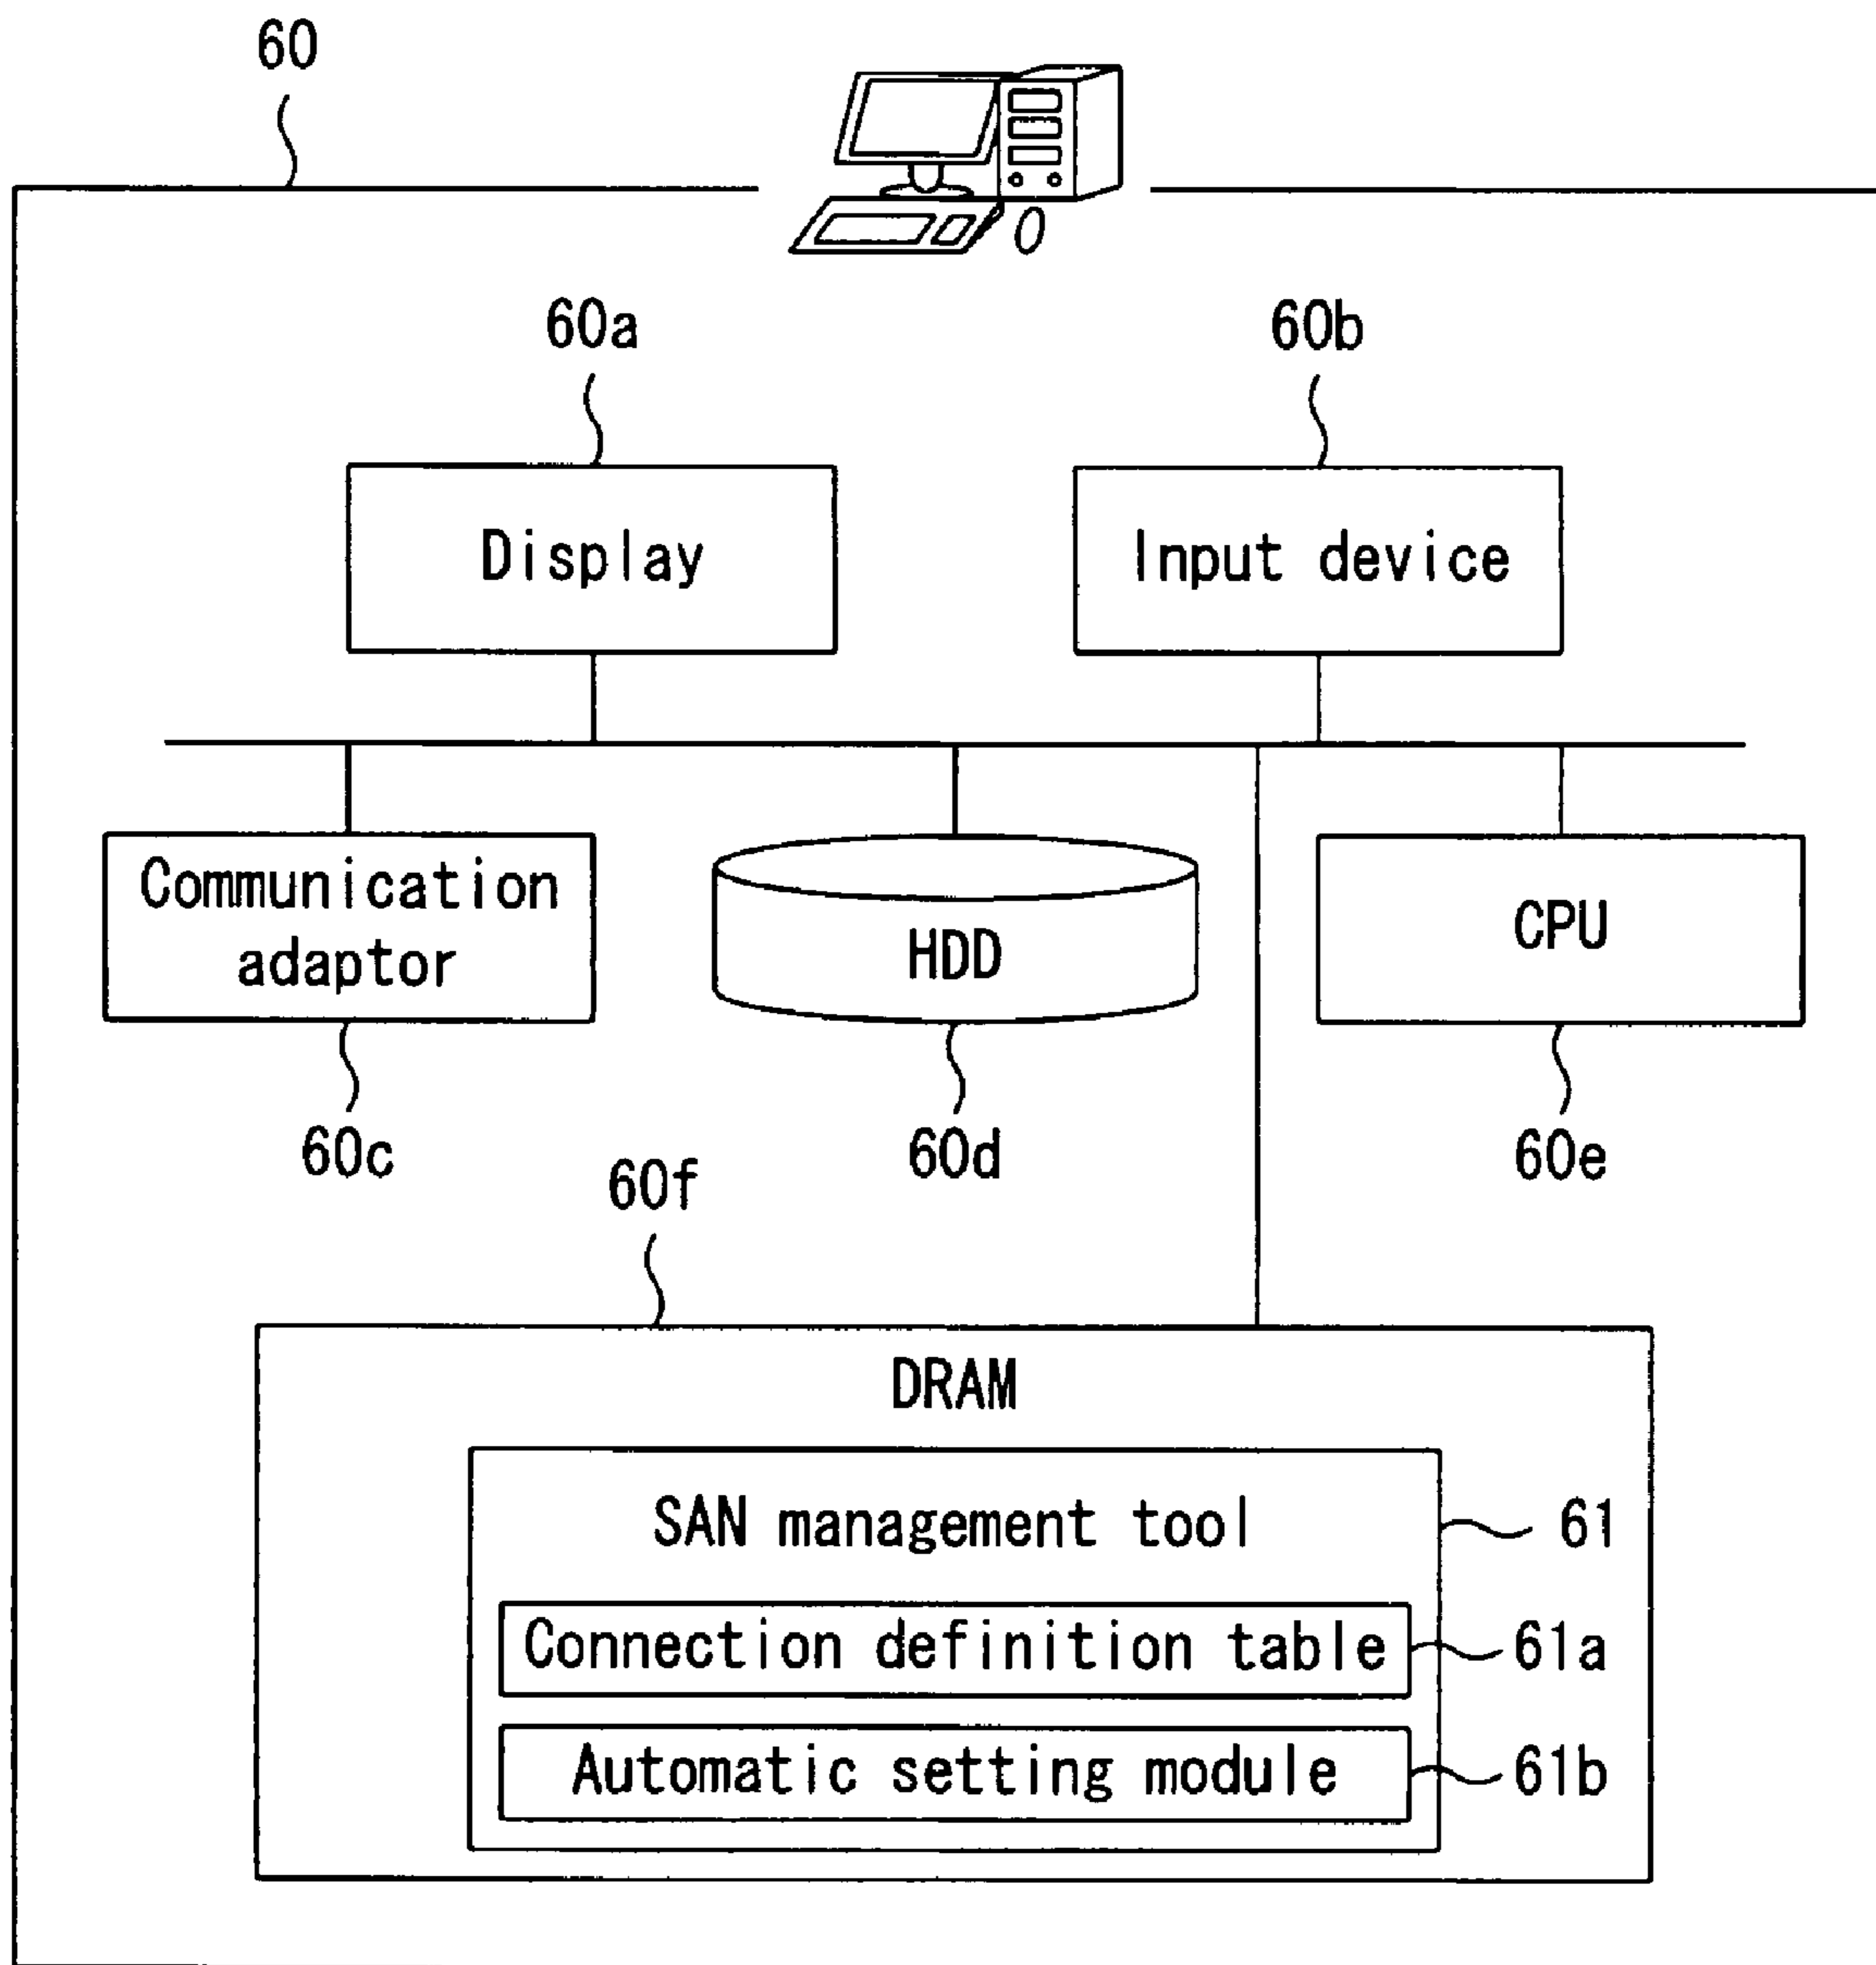 60
60a
60b
Display
Input device
Communication
adaptor
HDD
CPU
60c
60d
60e
60f
DRAM
SAN management tool
61
Connection definition table
61a
Automatic setting module
61b